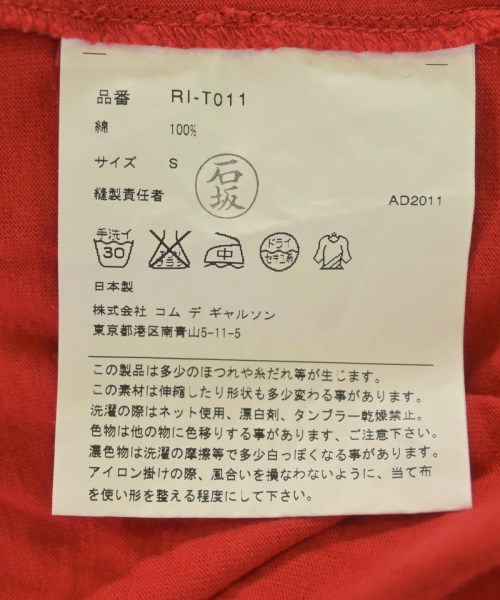 品番 RI-T011
綿 100%
サイズ S
縫製責任者 石坂 AD2011
手洗イ 30 中 ドライ セキユ系
日本製
株式会社 コム デ ギャルソン
東京都港区南青山5-11-5
この製品は多少のほつれや糸だれ等が生じます。
この素材は伸縮したり形状も多少変わる事があります。
洗濯の際はネット使用、漂白剤、タンブラー乾燥禁止。
色物は他の物に色移りする事があります、ご注意下さい。
濃色物は洗濯の摩擦等で多少白っぽくなる事があります。
アイロン掛けの際、風合いを損なわないように、当て布
を使い形を整える程度にして下さい。